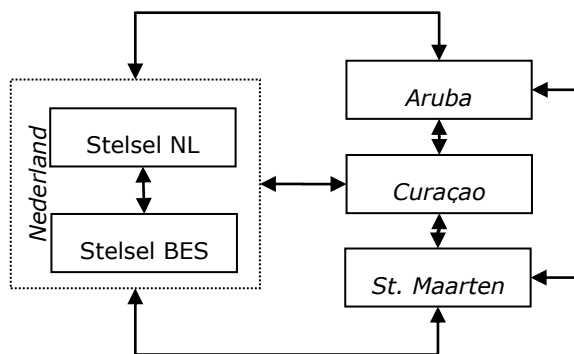 Nederland
Stelsel NL
Stelsel BES
Aruba
Curaçao
St. Maarten